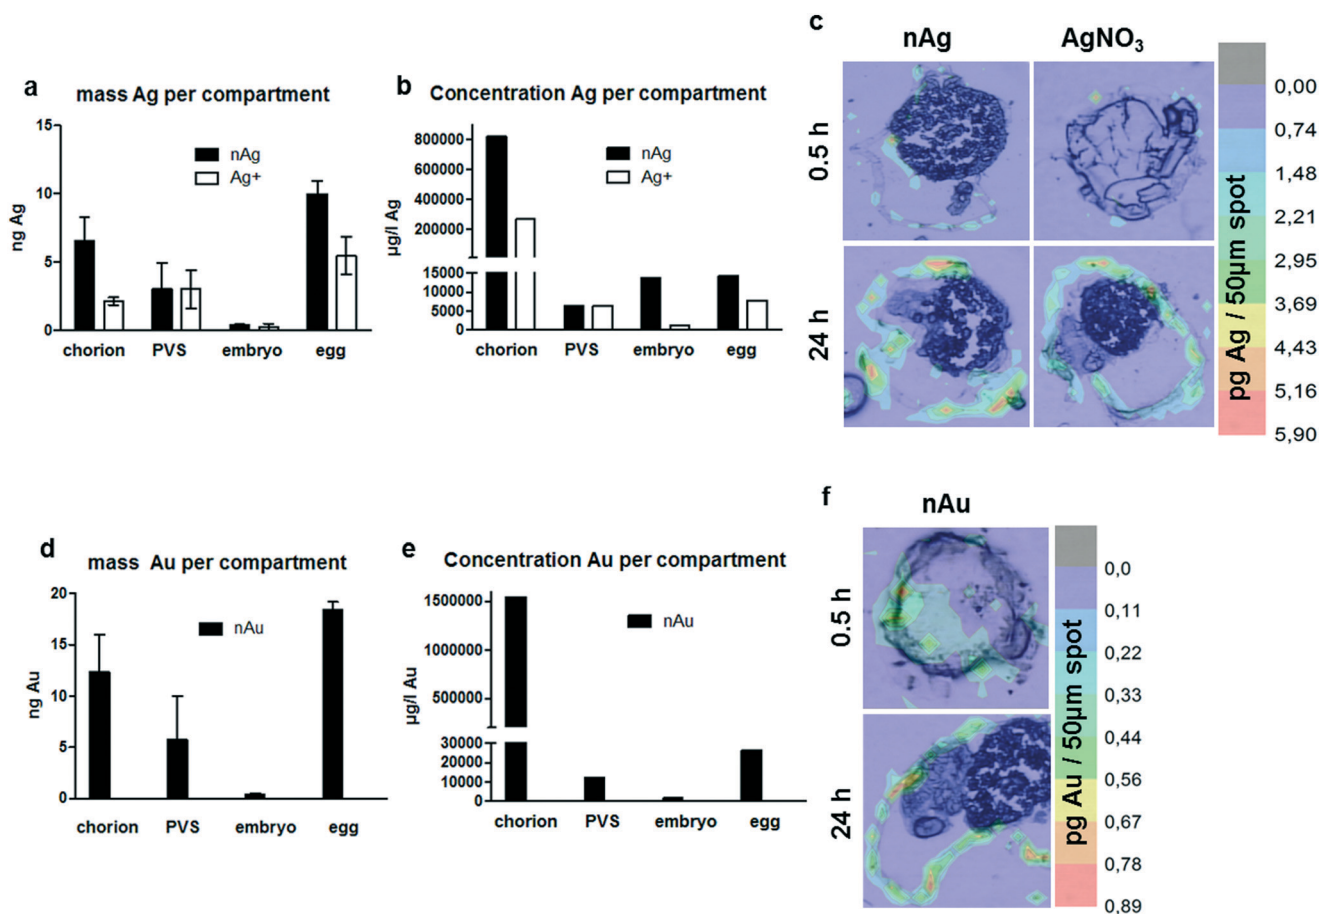 a
mass Ag per compartment
15
10
5
0
ng Ag
nAg
Ag+
chorion PVS embryo egg
b
Concentration Ag per compartment
800000
600000
400000
200000
15000
10000
5000
0
µg/l Ag
nAg
Ag+
chorion PVS embryo egg
c
nAg AgNO₃
0.5 h
24 h
pg Ag / 50µm spot
0,00
0,74
1,48
2,21
2,95
3,69
4,43
5,16
5,90
d
mass Au per compartment
20
15
10
5
0
ng Au
nAu
chorion PVS embryo egg
e
Concentration Au per compartment
1500000
1000000
500000
30000
20000
10000
0
µg/l Au
nAu
chorion PVS embryo egg
f
nAu
0.5 h
24 h
pg Au / 50µm spot
0,0
0,11
0,22
0,33
0,44
0,56
0,67
0,78
0,89